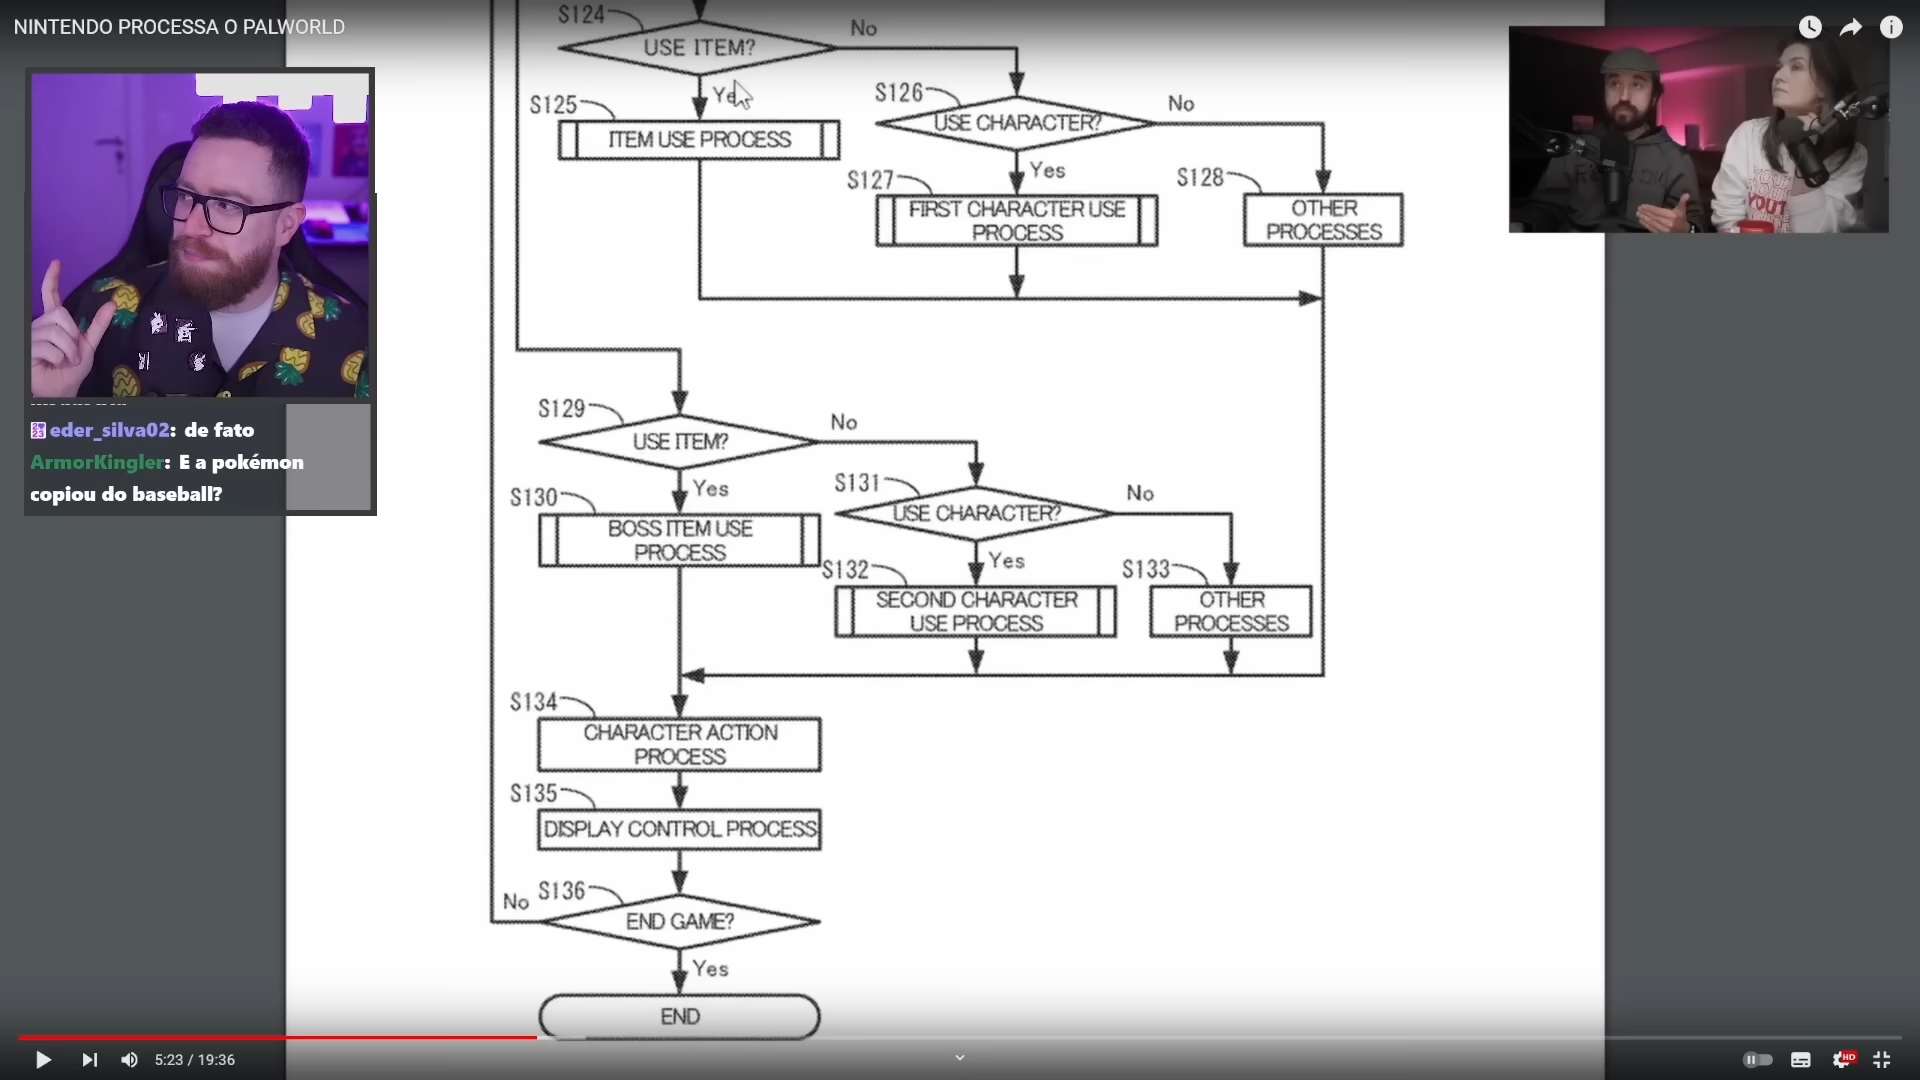 NINTENDO PROCESSA O PALWORLD
S124
No
USE ITEM?
S125
Ye
S126
No
ITEM USE PROCESS
USE CHARACTER?
S127
Yes
S128
FIRST CHARACTER USE
PROCESS
OTHER
PROCESSES
S129
No
USE ITEM?
S130
Yes
S131
No
BOSS ITEM USE
PROCESS
USE CHARACTER?
S132
Yes
S133
SECOND CHARACTER
USE PROCESS
OTHER
PROCESSES
S134
CHARACTER ACTION
PROCESS
S135
DISPLAY CONTROL PROCESS
No
S136
END GAME?
Yes
END
eder_silva02: de fato
ArmorKingler: E a pokémon
copiou do baseball?
5:23 / 19:36
HD